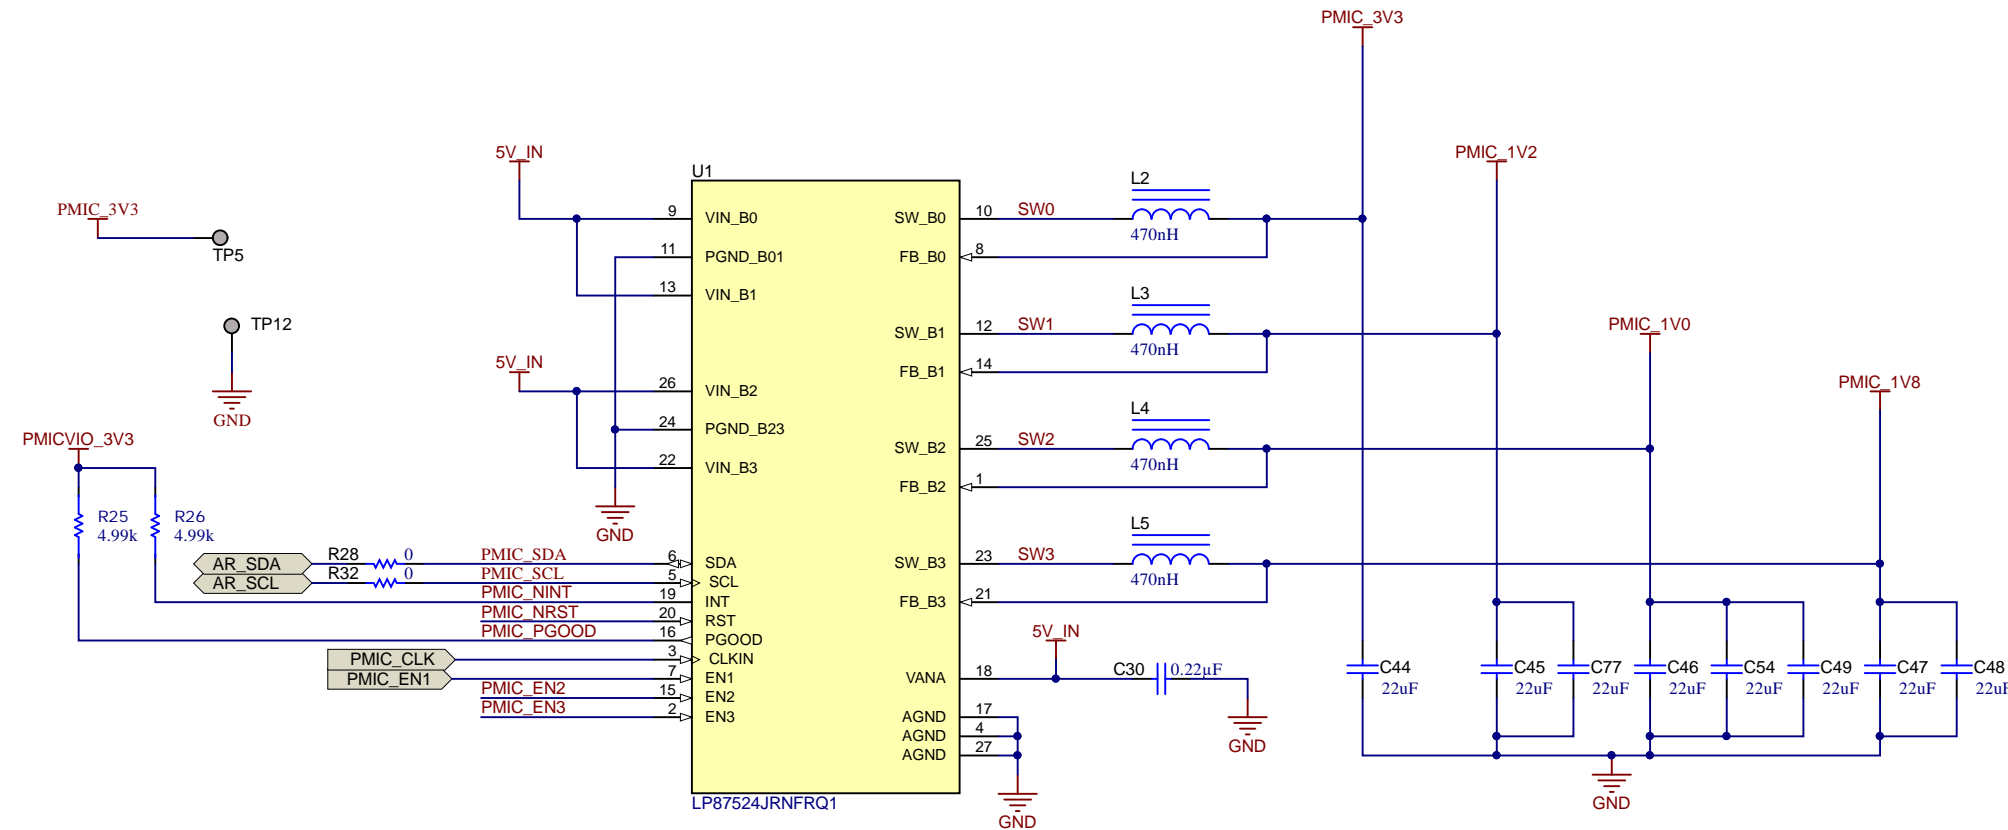 PMIC_3V3
PMIC_1V2
5V_IN
U1
L2
PMIC_3V3
9 VIN_B0 SW_B0 10 SW0
470nH
TP5
11 PGND_B01 FB_B0 8
13 VIN_B1
L3
TP12
SW_B1 12 SW1
PMIC_1V0
470nH
5V_IN
FB_B1 14
26 VIN_B2
PMIC_1V8
GND
L4
24 PGND_B23
PMICVIO_3V3
SW_B2 25 SW2
22 VIN_B3
470nH
FB_B2 1
R25
4.99k
R26
4.99k
GND
L5
AR_SDA R28 0 PMIC_SDA 6 SDA SW_B3 23 SW3
AR_SCL R32 0 PMIC_SCL 5 SCL
470nH
PMIC_NINT 19 INT FB_B3 21
PMIC_NRST 20 RST
PMIC_PGOOD 16 PGOOD
5V_IN
PMIC_CLK 3 CLKIN
PMIC_EN1 7 EN1 VANA 18 C30 0.22µF
C44
22uF
C45
22uF
C77
22uF
C46
22uF
C54
22uF
C49
22uF
C47
22uF
C48
PMIC_EN2 15 EN2
PMIC_EN3 2 EN3 AGND 17
AGND 4
AGND 27
GND
LP87524JRNFRQ1
GND
GND